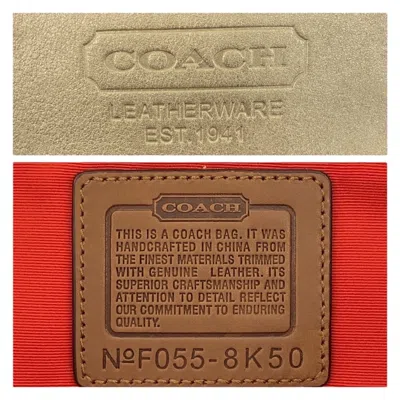 COACH
LEATHERWARE
EST.1941
COACH
THIS IS A COACH BAG. IT WAS
HANDCRAFTED IN CHINA FROM
THE FINEST MATERIALS TRIMMED
WITH GENUINE LEATHER. ITS
SUPERIOR CRAFTSMANSHIP AND
ATTENTION TO DETAIL REFLECT
OUR COMMITMENT TO ENDURING
QUALITY.
NºF055-8K50